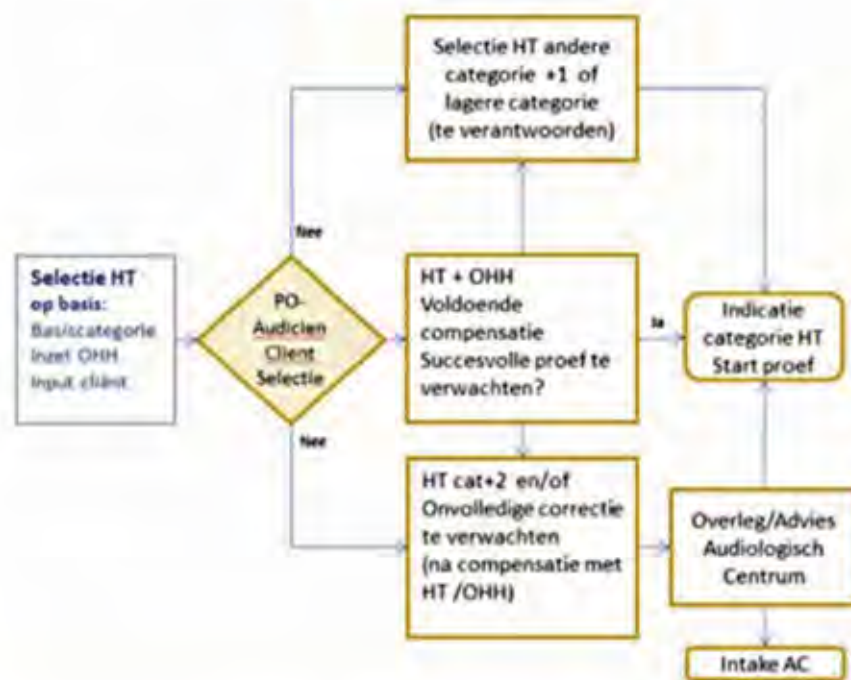 Selectie HT andere
categorie +1 of
lagere categorie
(te verantwoorden)
Nee
Selectie HT
op basis:
Basiscategorie
Inzet OHH
Input cliënt
PO-
Audicien
Client
Selectie
HT + OHH
Voldoende
compensatie
Succesvolle proef te
verwachten?
Ja
Indicatie
categorie HT
Start proef
Nee
HT cat+2 en/of
Onvolledige correctie
te verwachten
(na compensatie met
HT /OHH)
Overleg/Advies
Audiologisch
Centrum
Intake AC